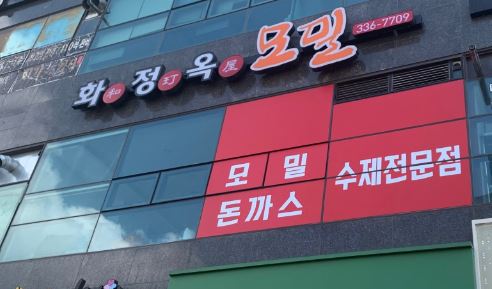 화和정玎옥屋 모밀 336-7709
모밀 수제전문점
돈까스